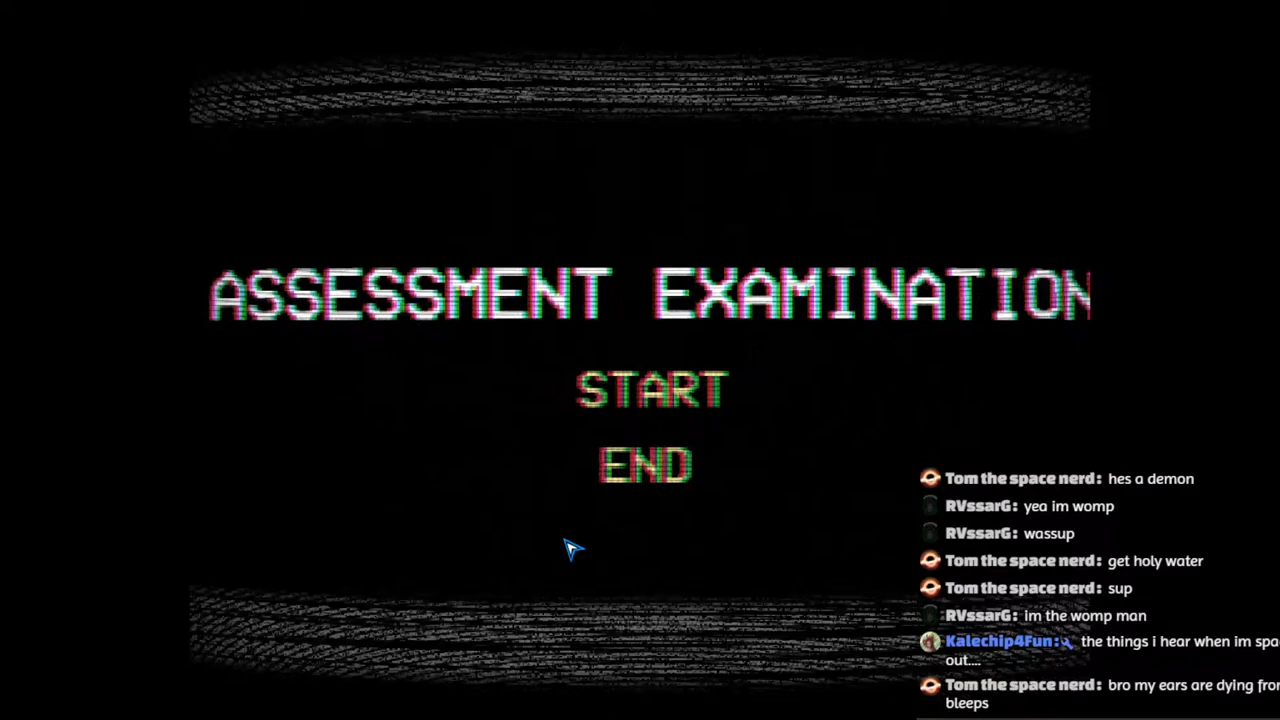 ASSESSMENT EXAMINATION
START
END
Tom the space nerd: hes a demon
RVssarG: yea im womp
RVssarG: wassup
Tom the space nerd: get holy water
Tom the space nerd: sup
RVssarG: im the womp man
Kalechip4Fun: the things i hear when im spa
out....
Tom the space nerd: bro my ears are dying fro
bleeps